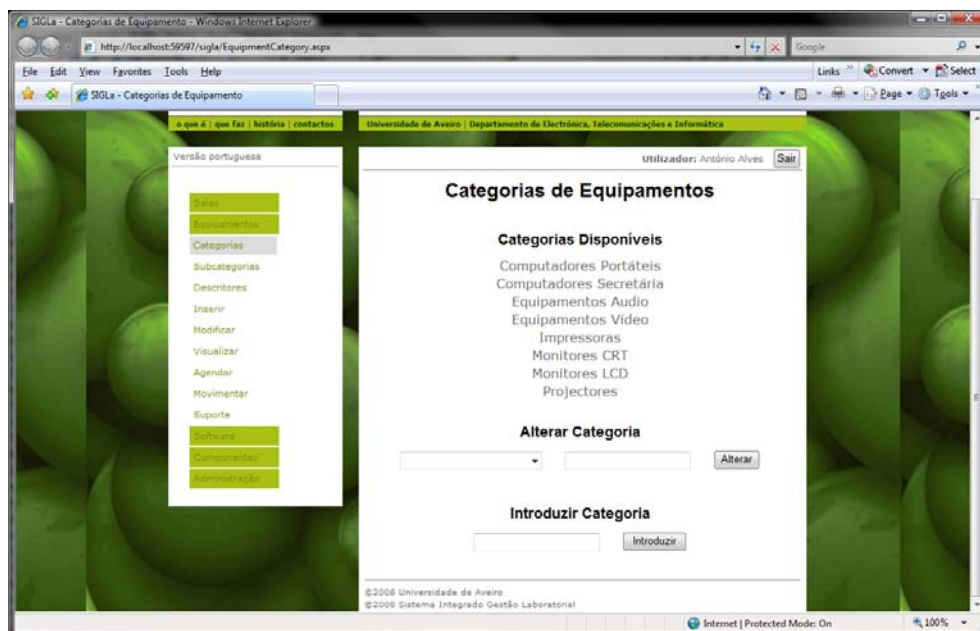 SIGLa - Categorias de Equipamento - Windows Internet Explorer
http://localhost:59597/sigla/EquipmentCategory.aspx
Google
File Edit View Favorites Tools Help
Links » Convert Select
SIGLa - Categorias de Equipamento
Page Tools
o que é | que faz | história | contactos
Universidade de Aveiro | Departamento de Electrónica, Telecomunicações e Informática
Versão portuguesa
Utilizador: António Alves Sair
Salas
Equipamentos
Categorias
Subcategorias
Descritores
Inserir
Modificar
Visualizar
Agendar
Movimentar
Suporte
Software
Componentes
Administração
Categorias de Equipamentos
Categorias Disponíveis
Computadores Portáteis
Computadores Secretária
Equipamentos Audio
Equipamentos Vídeo
Impressoras
Monitores CRT
Monitores LCD
Projectores
Alterar Categoria
Alterar
Introduzir Categoria
Introduzir
©2008 Universidade de Aveiro
©2008 Sistema Integrado Gestão Laboratorial
Internet | Protected Mode: On
100%